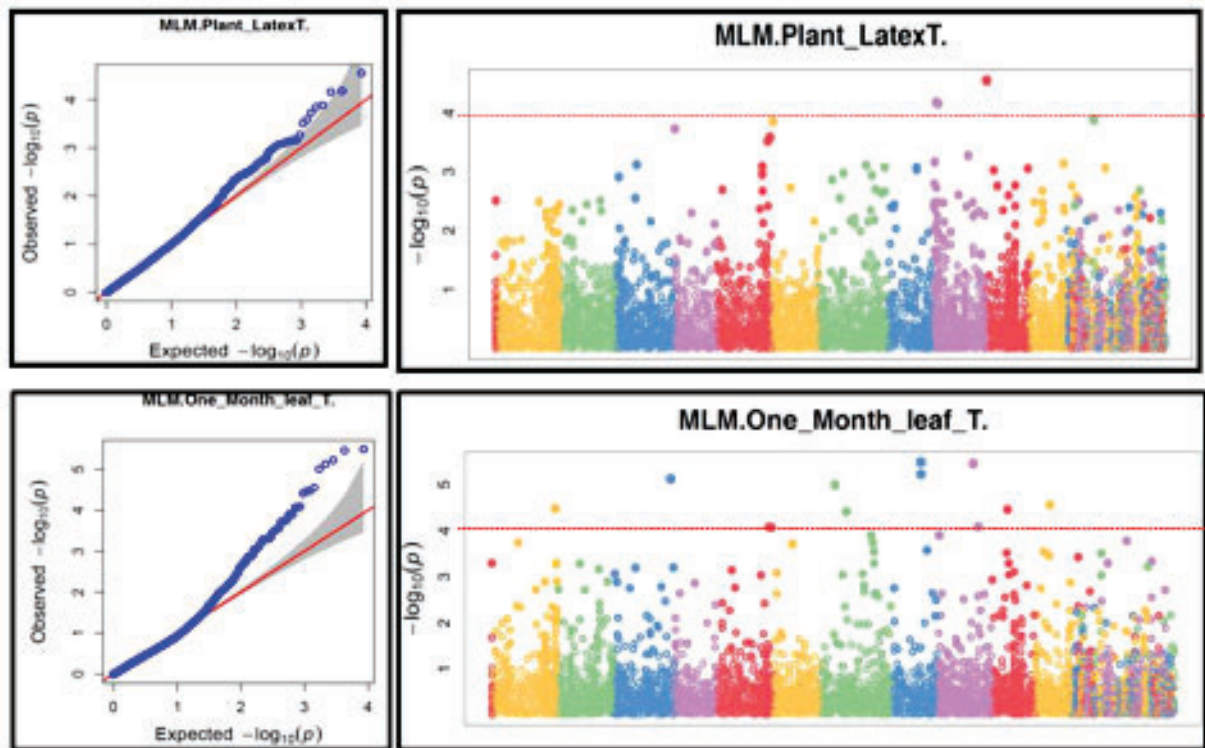 MLM.Plant_LatexT.
Observed −log₁₀(p)
4
3
2
1
0
0 1 2 3 4
Expected −log₁₀(p)
MLM.Plant_LatexT.
−log₁₀(p)
4
3
2
1
MLM.One_Month_leaf_T.
Observed −log₁₀(p)
5
4
3
2
1
0
0 1 2 3 4
Expected −log₁₀(p)
MLM.One_Month_leaf_T.
−log₁₀(p)
5
4
3
2
1